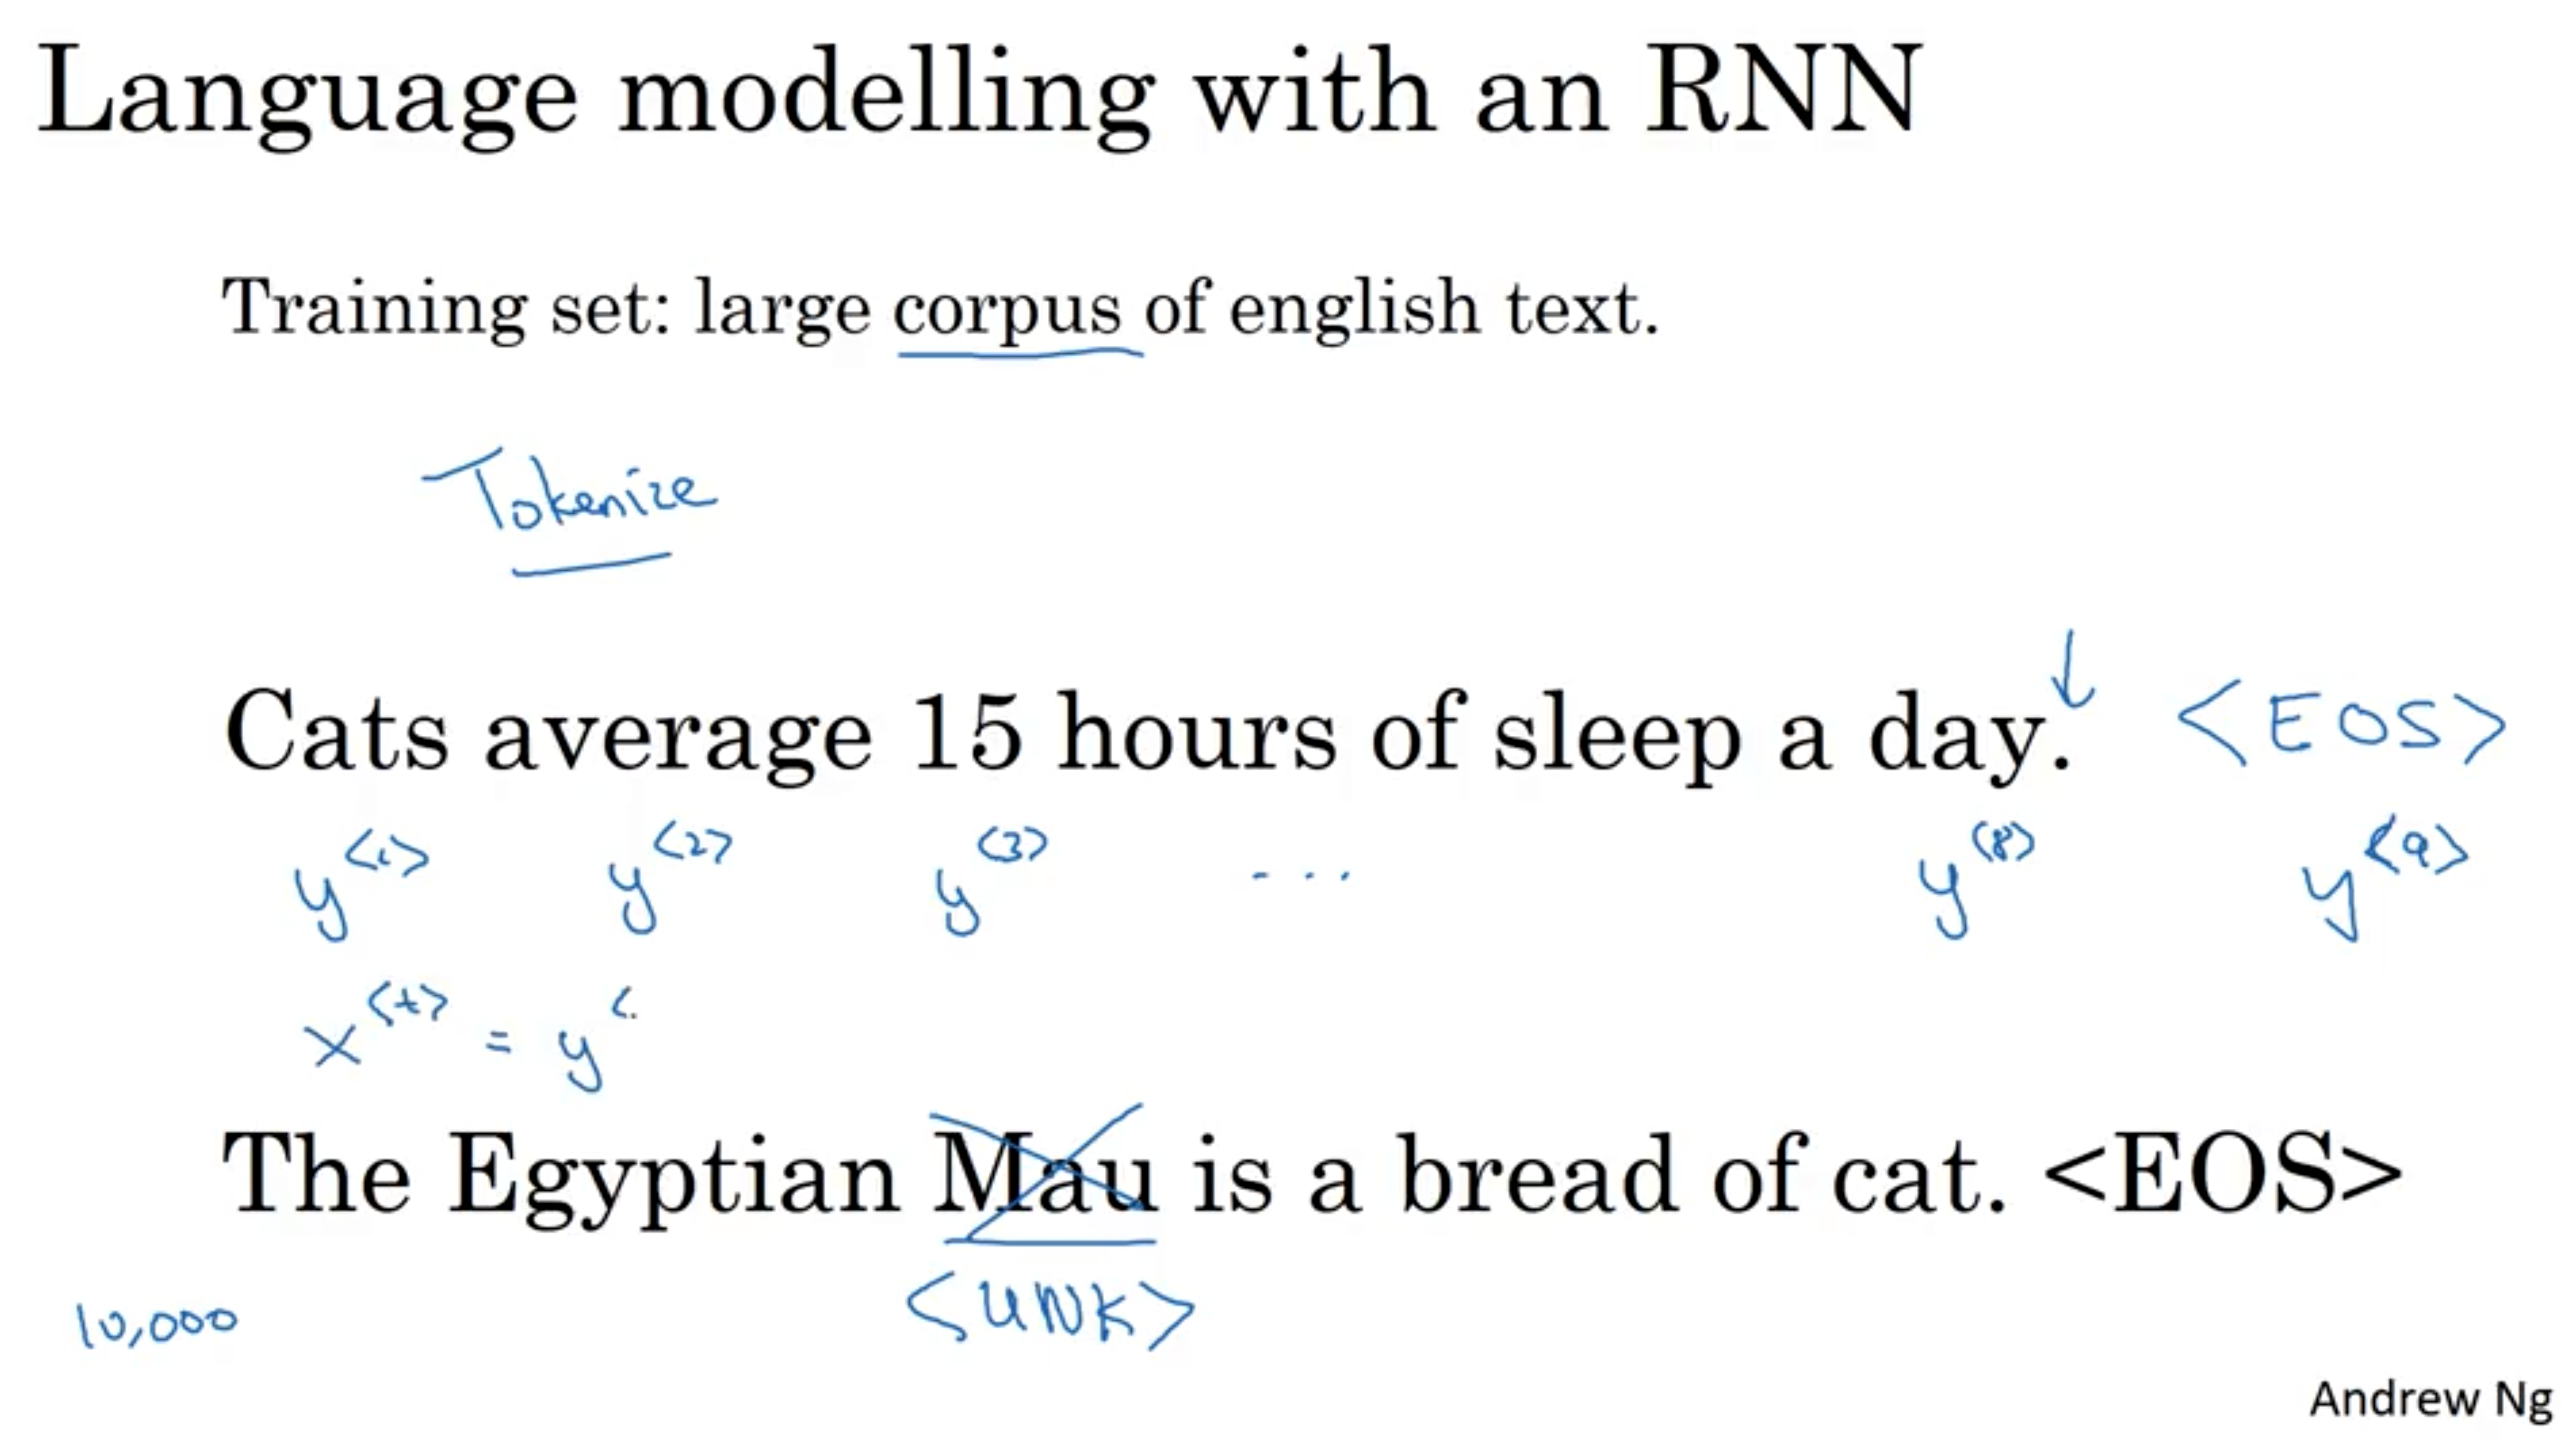 Language modelling with an RNN
Training set: large corpus of english text.
Tokenize
Cats average 15 hours of sleep a day. <EOS>
y<1> y<2> y<3> ... y<8> y<9>
x<t> = y<
The Egyptian Mau is a bread of cat. <EOS>
10,000 <UNK>
Andrew Ng